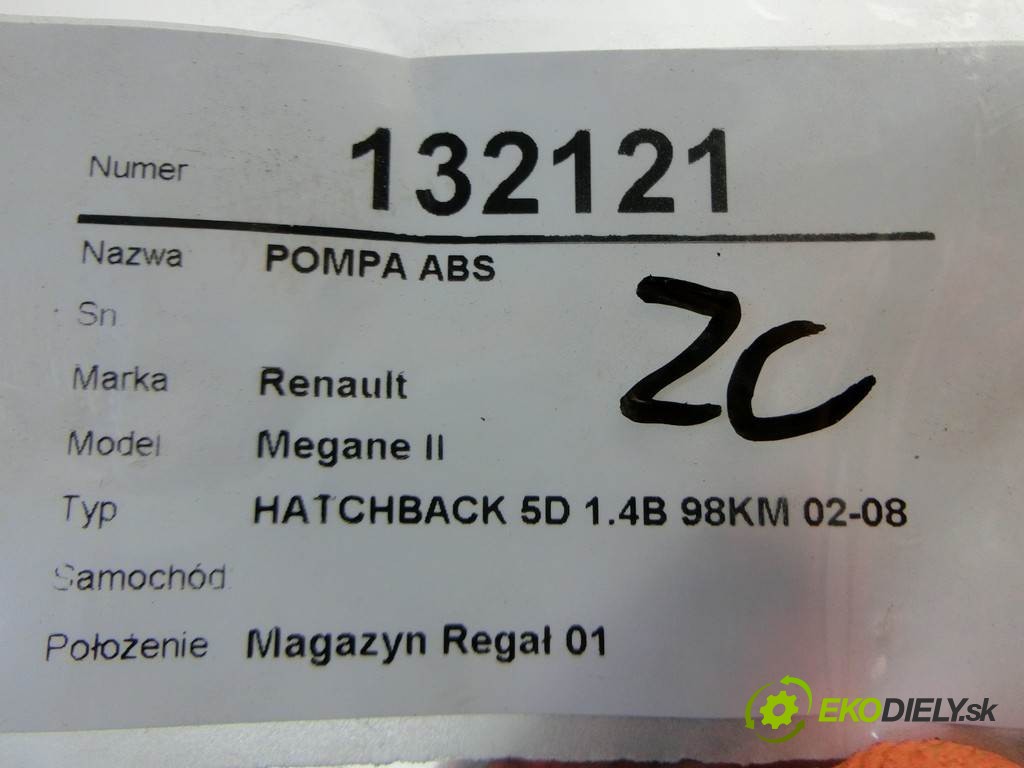 Numer 132121
Nazwa POMPA ABS
Sn
ZC
Marka Renault
Model Megane II
Typ HATCHBACK 5D 1.4B 98KM 02-08
Samochód
Położenie Magazyn Regał 01
EKODIELY.sk